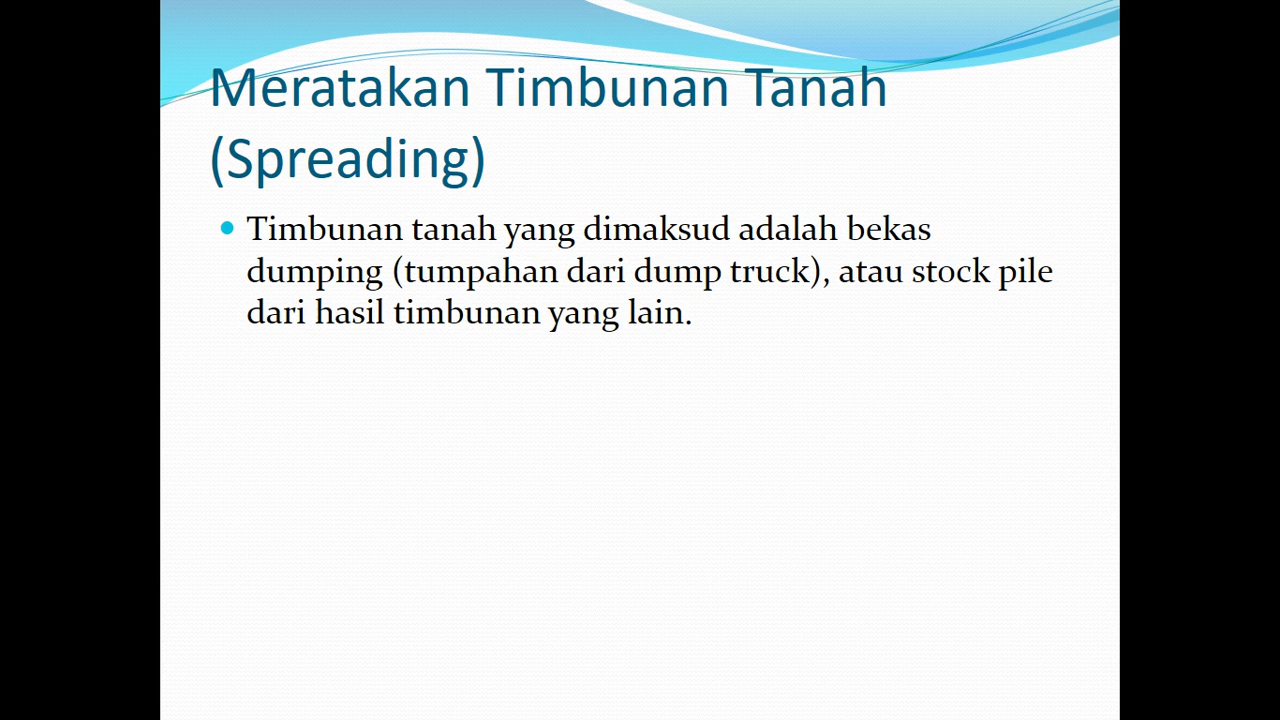 Meratakan Timbunan Tanah
(Spreading)
Timbunan tanah yang dimaksud adalah bekas
dumping (tumpahan dari dump truck), atau stock pile
dari hasil timbunan yang lain.